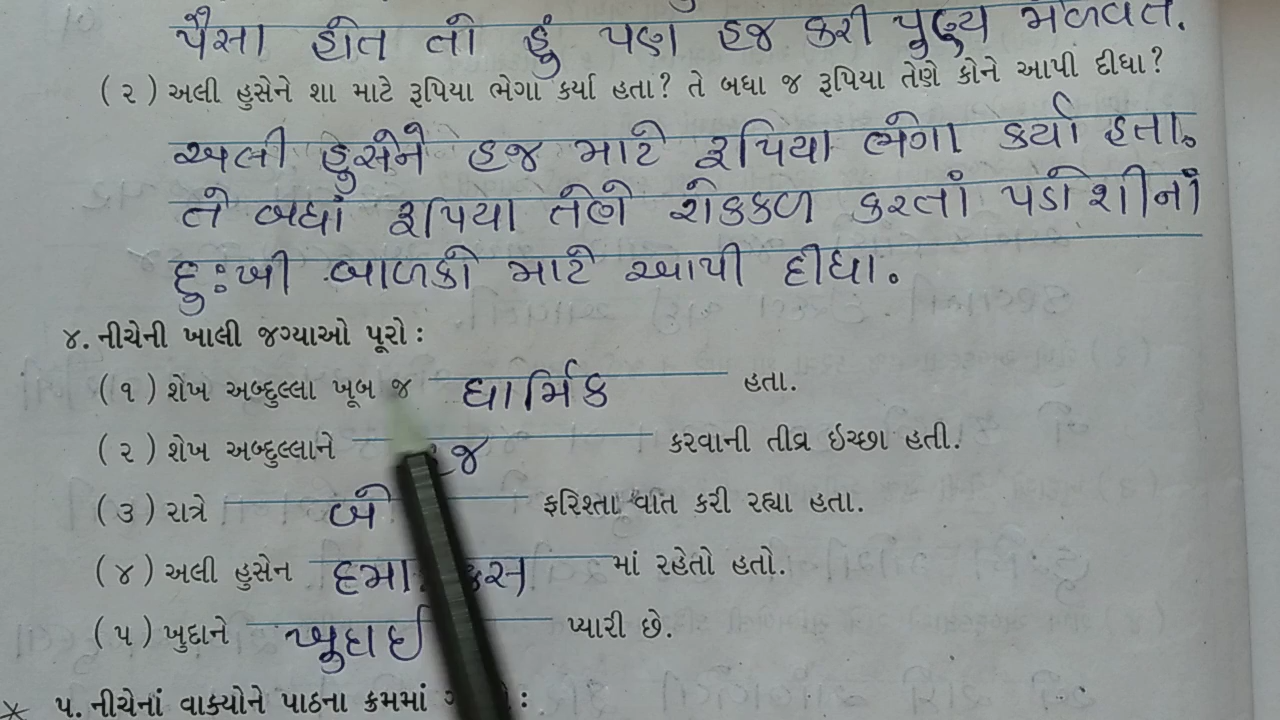 પૈસા હોત તો હું પણ હજ કરી પુણ્ય મેળવત.
(૨) અલી હુસેને શા માટે રૂપિયા ભેગા કર્યા હતા? તે બધા જ રૂપિયા તેણે કોને આપી દીધા?
અલી હુસેને હજ માટે રૂપિયા ભેગા કર્યા હતા.
તે બધાં રૂપિયા તેણે રોકકળ કરતાં પડોશીનાં
દુઃખી બાળકો માટે આપી દીધા.
૪. નીચેની ખાલી જગ્યાઓ પૂરો :
(૧) શેખ અબ્દુલ્લા ખૂબ જ ધાર્મિક હતા.
(૨) શેખ અબ્દુલ્લાને જ કરવાની તીવ્ર ઇચ્છા હતી.
(૩) રાત્રે બે ફરિશ્તા વાત કરી રહ્યા હતા.
(૪) અલી હુસેન માં રહેતો હતો.
(૫) ખુદાને ખુદાઈ પ્યારી છે.
* ૫. નીચેનાં વાક્યોને પાઠના ક્રમમાં